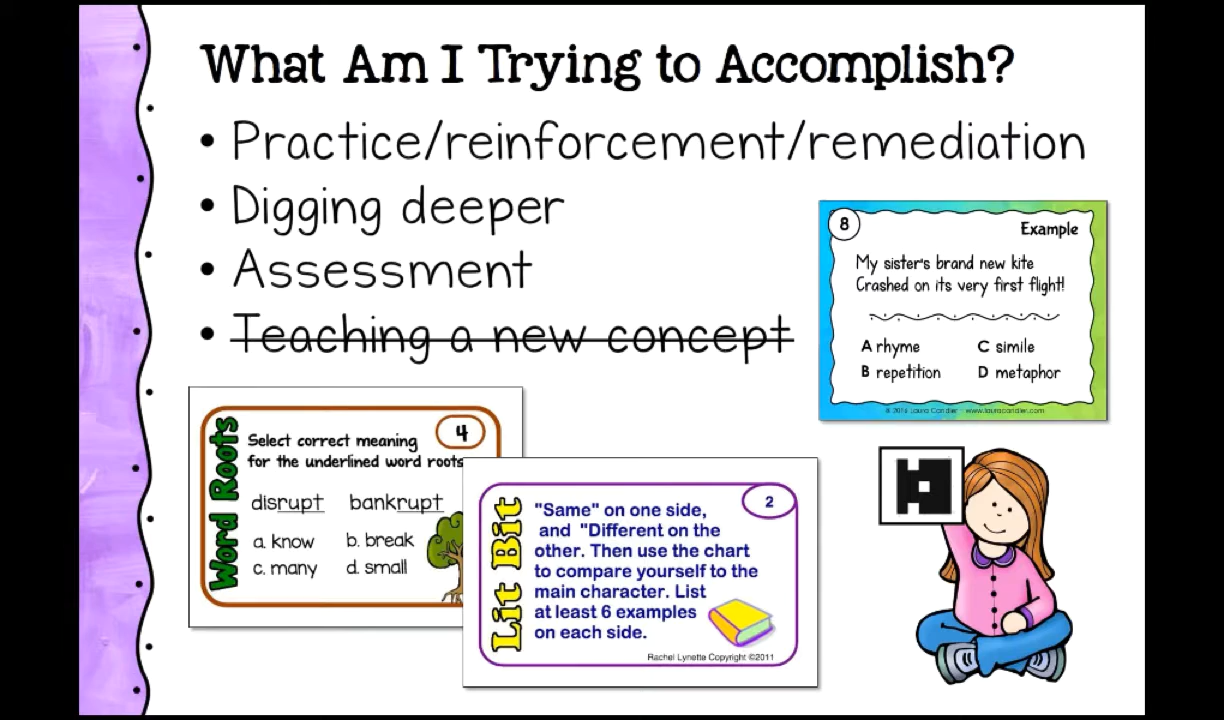 What Am I Trying to Accomplish?
• Practice/reinforcement/remediation
• Digging deeper
• Assessment
• Teaching a new concept
8
Example
My sister's brand new kite
Crashed on its very first flight!
A rhyme C simile
B repetition D metaphor
© 2016 Laura Candler - www.lauracandler.com
Word Roots
4
Select correct meaning
for the underlined word roots
disrupt bankrupt
a. know b. break
c. many d. small
Lit Bit
2
"Same" on one side,
and "Different on the
other. Then use the chart
to compare yourself to the
main character. List
at least 6 examples
on each side.
Rachel Lynette Copyright ©2011